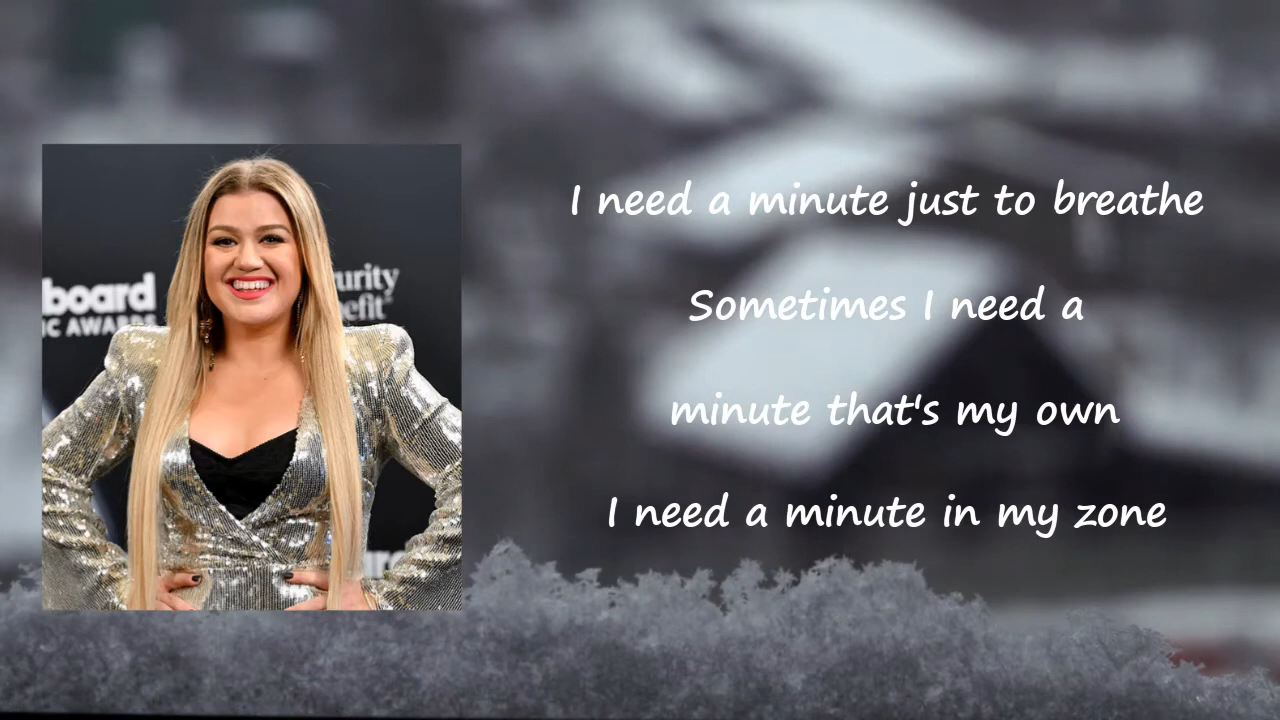 board
IC AWARDS
curity
efit®
I need a minute just to breathe
Sometimes I need a
minute that's my own
I need a minute in my zone